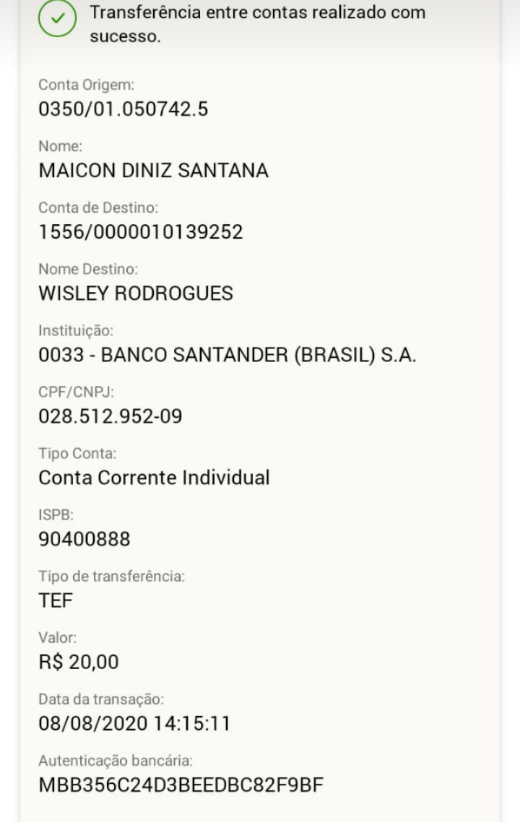 Transferência entre contas realizado com
sucesso.
Conta Origem:
0350/01.050742.5
Nome:
MAICON DINIZ SANTANA
Conta de Destino:
1556/0000010139252
Nome Destino:
WISLEY RODROGUES
Instituição:
0033 - BANCO SANTANDER (BRASIL) S.A.
CPF/CNPJ:
028.512.952-09
Tipo Conta:
Conta Corrente Individual
ISPB:
90400888
Tipo de transferência:
TEF
Valor:
R$ 20,00
Data da transação:
08/08/2020 14:15:11
Autenticação bancária:
MBB356C24D3BEEDBC82F9BF